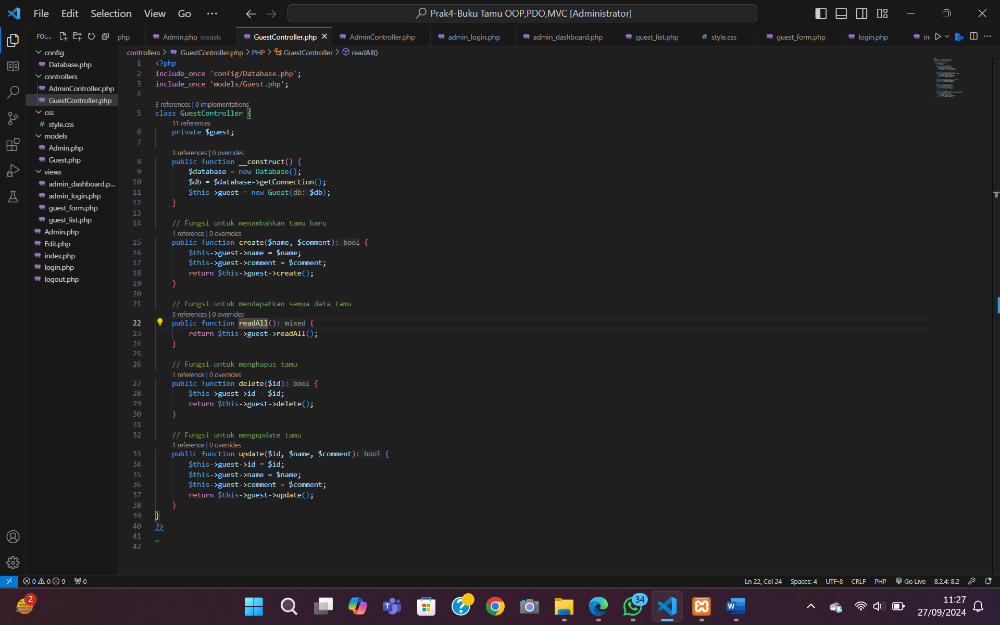 File Edit Selection View Go ··· Prak4-Buku Tamu OOP,PDO,MVC [Administrator]
FOL... php Admin.php models GuestController.php AdminController.php admin_login.php admin_dashboard.php guest_list.php # style.css guest_form.php login.php
controllers > GuestController.php > PHP > GuestController > readAll()
config
Database.php
controllers
AdminController.php
GuestController.php
css
# style.css
models
Admin.php
Guest.php
views
admin_dashboard.p...
admin_login.php
guest_form.php
guest_list.php
Admin.php
Edit.php
index.php
login.php
logout.php
1 <?php
2 include_once 'config/Database.php';
3 include_once 'models/Guest.php';
4
3 references | 0 implementations
5 class GuestController {
11 references
6 private $guest;
7
3 references | 0 overrides
8 public function __construct() {
9 $database = new Database();
10 $db = $database->getConnection();
11 $this->guest = new Guest(db: $db);
12 }
13
14 // Fungsi untuk menambahkan tamu baru
1 reference | 0 overrides
15 public function create($name, $comment): bool {
16 $this->guest->name = $name;
17 $this->guest->comment = $comment;
18 return $this->guest->create();
19 }
20
21 // Fungsi untuk mendapatkan semua data tamu
3 references | 0 overrides
22 public function readAll(): mixed {
23 return $this->guest->readAll();
24 }
25
26 // Fungsi untuk menghapus tamu
1 reference | 0 overrides
27 public function delete($id): bool {
28 $this->guest->id = $id;
29 return $this->guest->delete();
30 }
31
32 // Fungsi untuk mengupdate tamu
1 reference | 0 overrides
33 public function update($id, $name, $comment): bool {
34 $this->guest->id = $id;
35 $this->guest->name = $name;
36 $this->guest->comment = $comment;
37 return $this->guest->update();
38 }
39 }
40 ?>
41
42
0 0 9 0 Ln 22, Col 24 Spaces: 4 UTF-8 CRLF PHP Go Live 8.2.4: 8.2
2 34 11:27
27/09/2024